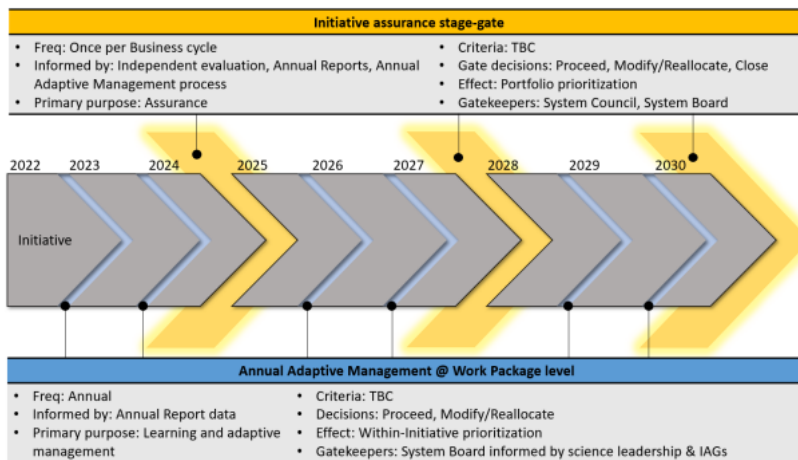 Initiative assurance stage-gate
• Freq: Once per Business cycle
• Informed by: Independent evaluation, Annual Reports, Annual
Adaptive Management process
• Primary purpose: Assurance
• Criteria: TBC
• Gate decisions: Proceed, Modify/Reallocate, Close
• Effect: Portfolio prioritization
• Gatekeepers: System Council, System Board
2022 2023 2024 2025 2026 2027 2028 2029 2030
Initiative
Annual Adaptive Management @ Work Package level
• Freq: Annual
• Informed by: Annual Report data
• Primary purpose: Learning and adaptive
management
• Criteria: TBC
• Decisions: Proceed, Modify/Reallocate
• Effect: Within-Initiative prioritization
• Gatekeepers: System Board informed by science leadership & IAGs